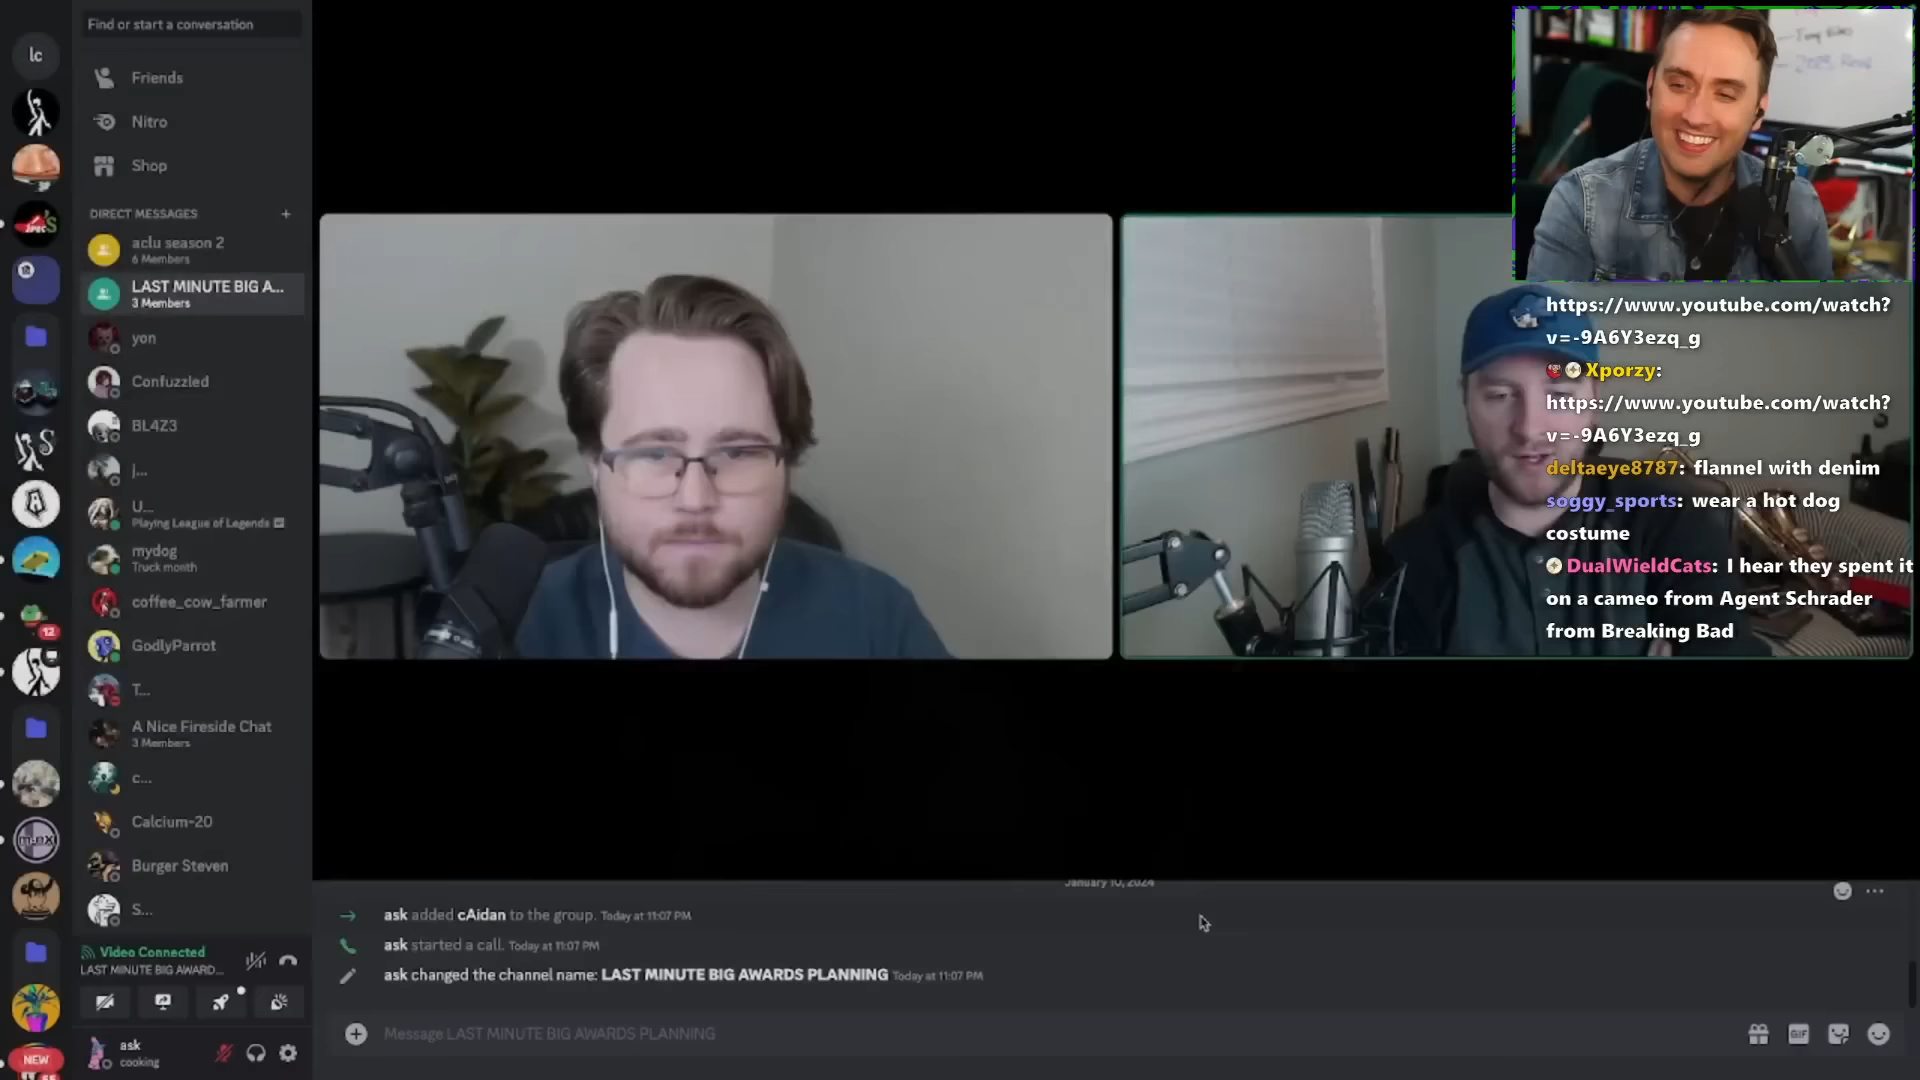 Find or start a conversation
lc
Friends
Nitro
Shop
DIRECT MESSAGES
aclu season 2
6 Members
LAST MINUTE BIG A...
3 Members
yon
Confuzzled
BL4Z3
j...
U...
Playing League of Legends
mydog
Truck month
coffee_cow_farmer
GodlyParrot
T...
A Nice Fireside Chat
3 Members
c...
Calcium-20
Burger Steven
S...
12
Video Connected
LAST MINUTE BIG AWARD...
ask
cooking
NEW
https://www.youtube.com/watch?
v=-9A6Y3ezq_g
Xporzy:
https://www.youtube.com/watch?
v=-9A6Y3ezq_g
deltaeye8787: flannel with denim
soggy_sports: wear a hot dog
costume
DualWieldCats: I hear they spent it
on a cameo from Agent Schrader
from Breaking Bad
January 10, 2024
ask added cAidan to the group. Today at 11:07 PM
ask started a call. Today at 11:07 PM
ask changed the channel name: LAST MINUTE BIG AWARDS PLANNING Today at 11:07 PM
Message LAST MINUTE BIG AWARDS PLANNING
GIF